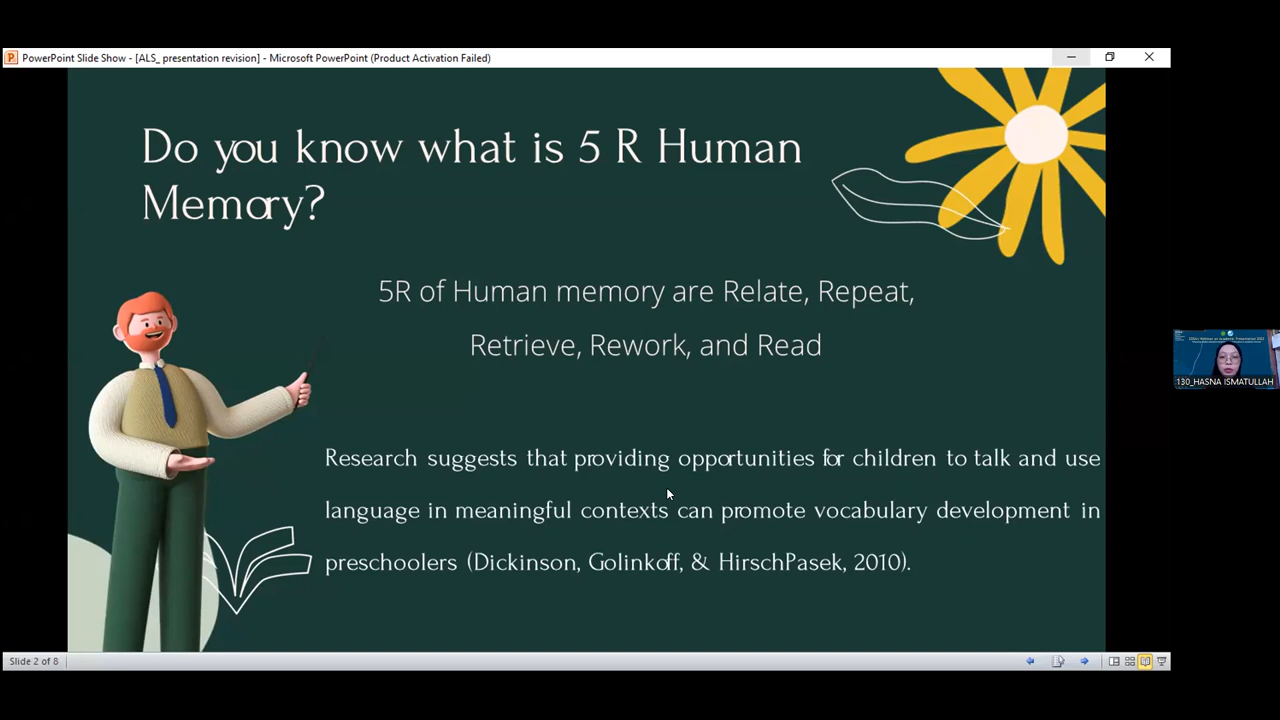 PowerPoint Slide Show - [ALS_ presentation revision] - Microsoft PowerPoint (Product Activation Failed)
Do you know what is 5 R Human
Memory?
5R of Human memory are Relate, Repeat,
Retrieve, Rework, and Read
Research suggests that providing opportunities for children to talk and use
language in meaningful contexts can promote vocabulary development in
preschoolers (Dickinson, Golinkoff, & HirschPasek, 2010).
130_HASNA ISMATULLAH
Slide 2 of 8